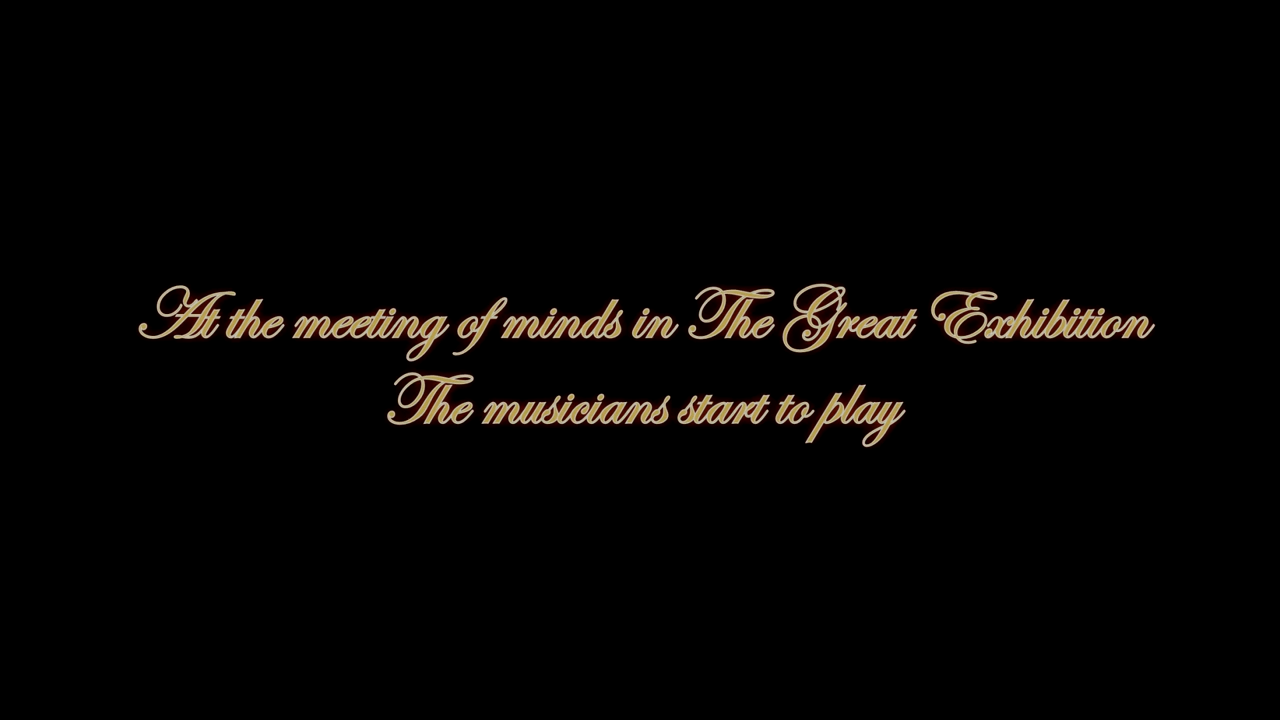 At the meeting of minds in The Great Exhibition
The musicians start to play